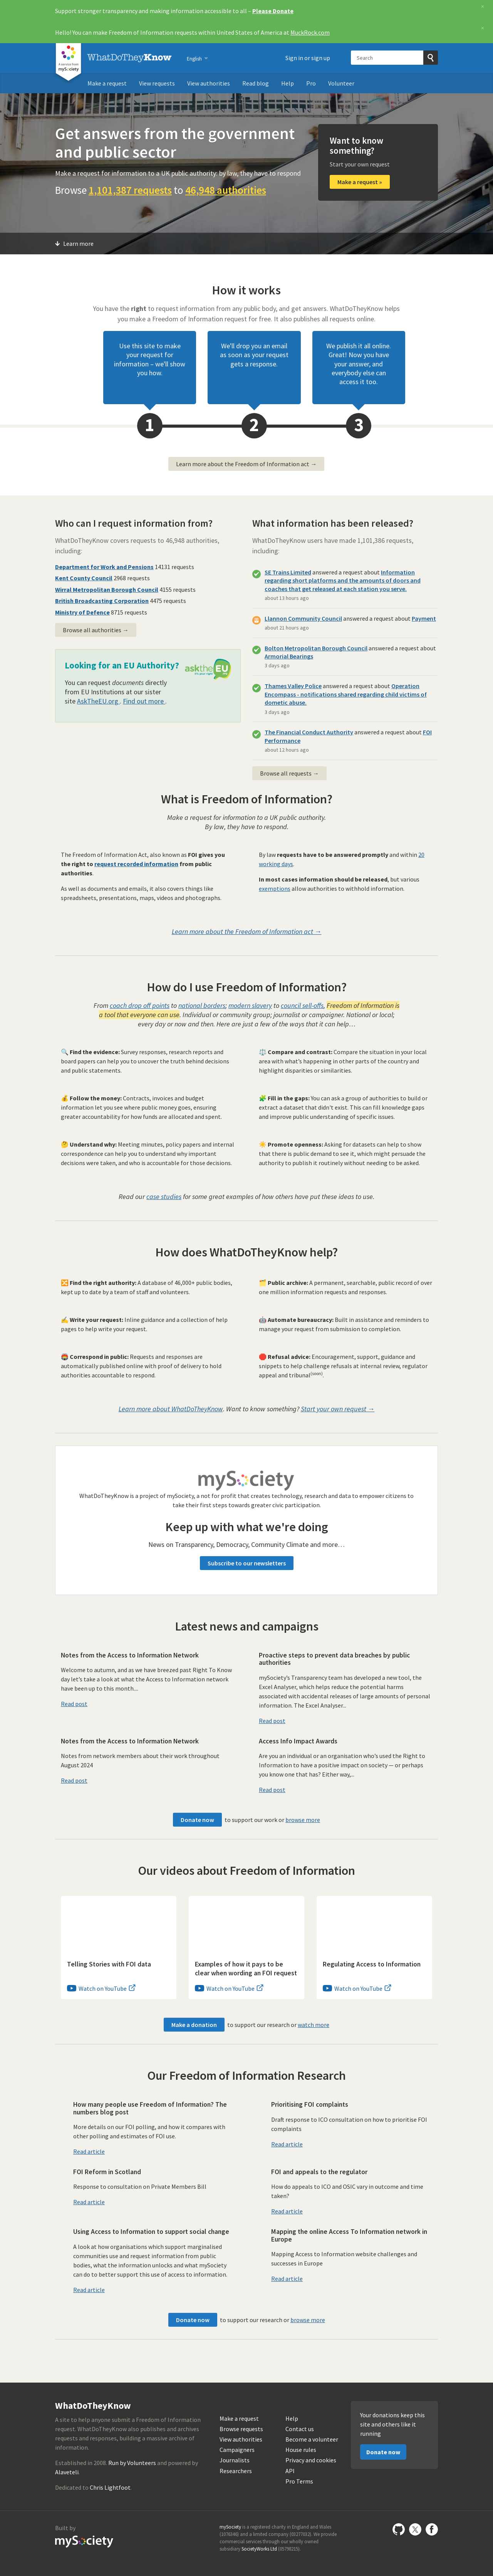 Support stronger transparency and making information accessible to all – Please Donate
×
Hello! You can make Freedom of Information requests within United States of America at MuckRock.com
×
A service from
mySociety
WhatDoTheyKnow
English
Sign in or sign up
Search
Make a request
View requests
View authorities
Read blog
Help
Pro
Volunteer
Get answers from the government
and public sector
Make a request for information to a UK public authority: by law, they have to respond
Browse 1,101,387 requests to 46,948 authorities
Want to know
something?
Start your own request
Make a request »
Learn more
How it works
You have the right to request information from any public body, and get answers. WhatDoTheyKnow helps
you make a Freedom of Information request for free. It also publishes all requests online.
Use this site to make
your request for
information – we'll show
you how.
We'll drop you an email
as soon as your request
gets a response.
We publish it all online.
Great! Now you have
your answer, and
everybody else can
access it too.
1
2
3
Learn more about the Freedom of Information act →
Who can I request information from?
WhatDoTheyKnow covers requests to 46,948 authorities,
including:
Department for Work and Pensions 14131 requests
Kent County Council 2968 requests
Wirral Metropolitan Borough Council 4155 requests
British Broadcasting Corporation 4475 requests
Ministry of Defence 8715 requests
Browse all authorities →
Looking for an EU Authority?
You can request documents directly
from EU Institutions at our sister
site AskTheEU.org . Find out more .
asktheEU
What information has been released?
WhatDoTheyKnow users have made 1,101,386 requests,
including:
SE Trains Limited answered a request about Information
regarding short platforms and the amounts of doors and
coaches that get released at each station you serve.
about 13 hours ago
Llannon Community Council answered a request about Payment
about 21 hours ago
Bolton Metropolitan Borough Council answered a request about
Armorial Bearings
3 days ago
Thames Valley Police answered a request about Operation
Encompass - notifications shared regarding child victims of
dometic abuse.
3 days ago
The Financial Conduct Authority answered a request about FOI
Performance
about 12 hours ago
Browse all requests →
What is Freedom of Information?
Make a request for information to a UK public authority.
By law, they have to respond.
The Freedom of Information Act, also known as FOI gives you
the right to request recorded information from public
authorities.
As well as documents and emails, it also covers things like
spreadsheets, presentations, maps, videos and photographs.
By law requests have to be answered promptly and within 20
working days.
In most cases information should be released, but various
exemptions allow authorities to withhold information.
Learn more about the Freedom of Information act →
How do I use Freedom of Information?
From coach drop off points to national borders; modern slavery to council sell-offs, Freedom of Information is
a tool that everyone can use. Individual or community group; journalist or campaigner. National or local;
every day or now and then. Here are just a few of the ways that it can help…
🔍 Find the evidence: Survey responses, research reports and
board papers can help you to uncover the truth behind decisions
and public statements.
⚖️ Compare and contrast: Compare the situation in your local
area with what's happening in other parts of the country and
highlight disparities or similarities.
💰 Follow the money: Contracts, invoices and budget
information let you see where public money goes, ensuring
greater accountability for how funds are allocated and spent.
🧩 Fill in the gaps: You can ask a group of authorities to build or
extract a dataset that didn't exist. This can fill knowledge gaps
and improve public understanding of specific issues.
🤔 Understand why: Meeting minutes, policy papers and internal
correspondence can help you to understand why important
decisions were taken, and who is accountable for those decisions.
☀️ Promote openness: Asking for datasets can help to show
that there is public demand to see it, which might persuade the
authority to publish it routinely without needing to be asked.
Read our case studies for some great examples of how others have put these ideas to use.
How does WhatDoTheyKnow help?
🔀 Find the right authority: A database of 46,000+ public bodies,
kept up to date by a team of staff and volunteers.
🗂️ Public archive: A permanent, searchable, public record of over
one million information requests and responses.
✍️ Write your request: Inline guidance and a collection of help
pages to help write your request.
🤖 Automate bureaucracy: Built in assistance and reminders to
manage your request from submission to completion.
📮 Correspond in public: Requests and responses are
automatically published online with proof of delivery to hold
authorities accountable to respond.
🛑 Refusal advice: Encouragement, support, guidance and
snippets to help challenge refusals at internal review, regulator
appeal and tribunal(soon).
Learn more about WhatDoTheyKnow. Want to know something? Start your own request →
mySociety
WhatDoTheyKnow is a project of mySociety, a not for profit that creates technology, research and data to empower citizens to
take their first steps towards greater civic participation.
Keep up with what we're doing
News on Transparency, Democracy, Community Climate and more…
Subscribe to our newsletters
Latest news and campaigns
Notes from the Access to Information Network
Welcome to autumn, and as we have breezed past Right To Know
day let's take a look at what the Access to Information network
have been up to this month....
Read post
Proactive steps to prevent data breaches by public
authorities
mySociety's Transparency team has developed a new tool, the
Excel Analyser, which helps reduce the potential harms
associated with accidental releases of large amounts of personal
information. The Excel Analyser...
Read post
Notes from the Access to Information Network
Notes from network members about their work throughout
August 2024
Read post
Access Info Impact Awards
Are you an individual or an organisation who's used the Right to
Information to have a positive impact on society — or perhaps
you know one that has? Either way,...
Read post
Donate now to support our work or browse more
Our videos about Freedom of Information
Telling Stories with FOI data
Watch on YouTube
Examples of how it pays to be
clear when wording an FOI request
Watch on YouTube
Regulating Access to Information
Watch on YouTube
Make a donation to support our research or watch more
Our Freedom of Information Research
How many people use Freedom of Information? The
numbers blog post
More details on our FOI polling, and how it compares with
other polling and estimates of FOI use.
Read article
Prioritising FOI complaints
Draft response to ICO consultation on how to prioritise FOI
complaints
Read article
FOI Reform in Scotland
Response to consultation on Private Members Bill
Read article
FOI and appeals to the regulator
How do appeals to ICO and OSIC vary in outcome and time
taken?
Read article
Using Access to Information to support social change
A look at how organisations which support marginalised
communities use and request information from public
bodies, what the information unlocks and what mySociety
can do to better support this use of access to information.
Read article
Mapping the online Access To Information network in
Europe
Mapping Access to Information website challenges and
successes in Europe
Read article
Donate now to support our research or browse more
WhatDoTheyKnow
A site to help anyone submit a Freedom of Information
request. WhatDoTheyKnow also publishes and archives
requests and responses, building a massive archive of
information.
Established in 2008. Run by Volunteers and powered by
Alaveteli.
Dedicated to Chris Lightfoot.
Make a request
Browse requests
View authorities
Campaigners
Journalists
Researchers
Help
Contact us
Become a volunteer
House rules
Privacy and cookies
API
Pro Terms
Your donations keep this
site and others like it
running
Donate now
Built by
mySociety
mySociety is a registered charity in England and Wales
(1076346) and a limited company (03277032). We provide
commercial services through our wholly owned
subsidiary SocietyWorks Ltd (05798215).